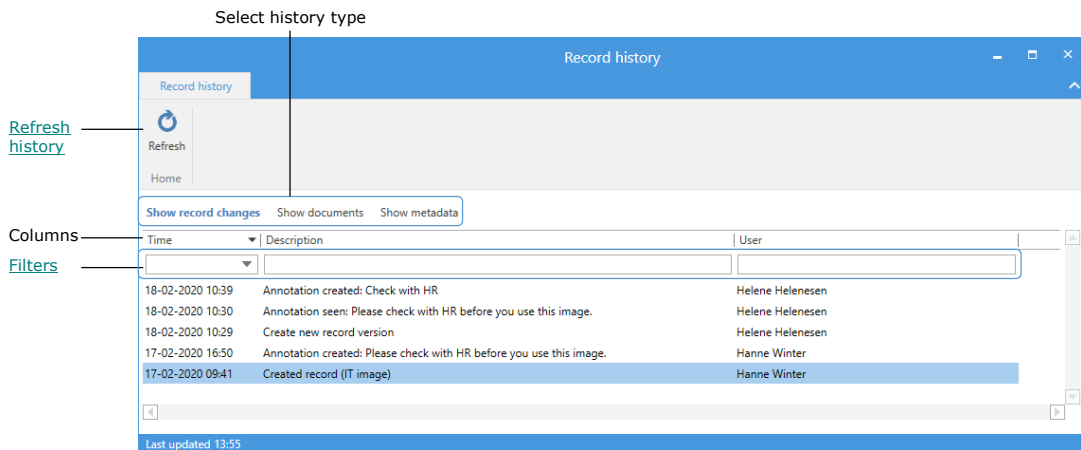 Select history type
Record history
Record history
Refresh history
Refresh
Home
Show record changes Show documents Show metadata
Columns
Time Description User
Filters
18-02-2020 10:39 Annotation created: Check with HR Helene Helenesen
18-02-2020 10:30 Annotation seen: Please check with HR before you use this image. Helene Helenesen
18-02-2020 10:29 Create new record version Helene Helenesen
17-02-2020 16:50 Annotation created: Please check with HR before you use this image. Hanne Winter
17-02-2020 09:41 Created record (IT image) Hanne Winter
Last updated 13:55